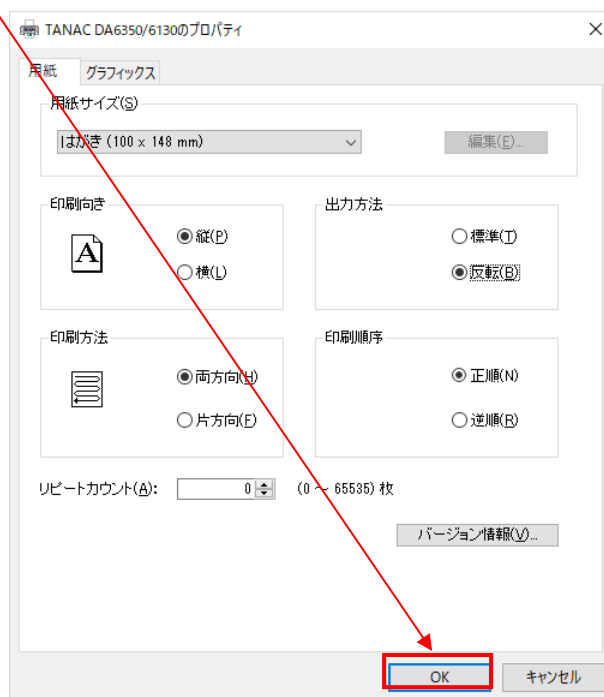 TANAC DA6350/6130のプロパティ
用紙 グラフィックス
用紙サイズ(S)
はがき (100 x 148 mm) 編集(E)...
印刷向き 出力方法
A 縦(P) 標準(T)
横(L) 反転(B)
印刷方法 印刷順序
両方向(H) 正順(N)
片方向(F) 逆順(R)
リピートカウント(A): 0 (0 ～ 65535) 枚
バージョン情報(V)...
OK キャンセル